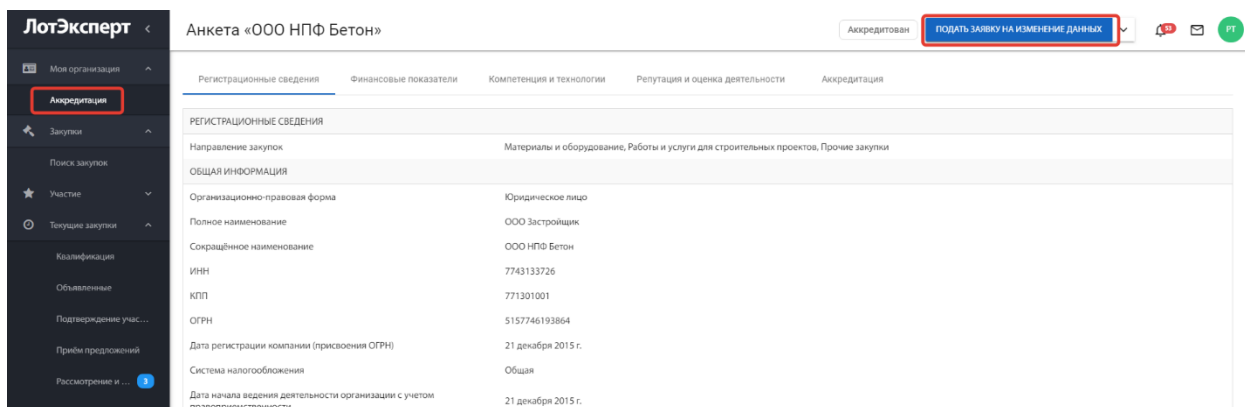 ЛотЭксперт
Анкета «ООО НПФ Бетон»
Аккредитован
ПОДАТЬ ЗАЯВКУ НА ИЗМЕНЕНИЕ ДАННЫХ
53
РТ
Моя организация
Аккредитация
Закупки
Поиск закупок
Участие
Текущие закупки
Квалификация
Объявленные
Подтверждение учас...
Приём предложений
Рассмотрение и ... 3
Регистрационные сведения Финансовые показатели Компетенция и технологии Репутация и оценка деятельности Аккредитация
РЕГИСТРАЦИОННЫЕ СВЕДЕНИЯ
Направление закупок Материалы и оборудование, Работы и услуги для строительных проектов, Прочие закупки
ОБЩАЯ ИНФОРМАЦИЯ
Организационно-правовая форма Юридическое лицо
Полное наименование ООО Застройщик
Сокращённое наименование ООО НПФ Бетон
ИНН 7743133726
КПП 771301001
ОГРН 5157746193864
Дата регистрации компании (присвоения ОГРН) 21 декабря 2015 г.
Система налогообложения Общая
Дата начала ведения деятельности организации с учетом
правопреемственности 21 декабря 2015 г.